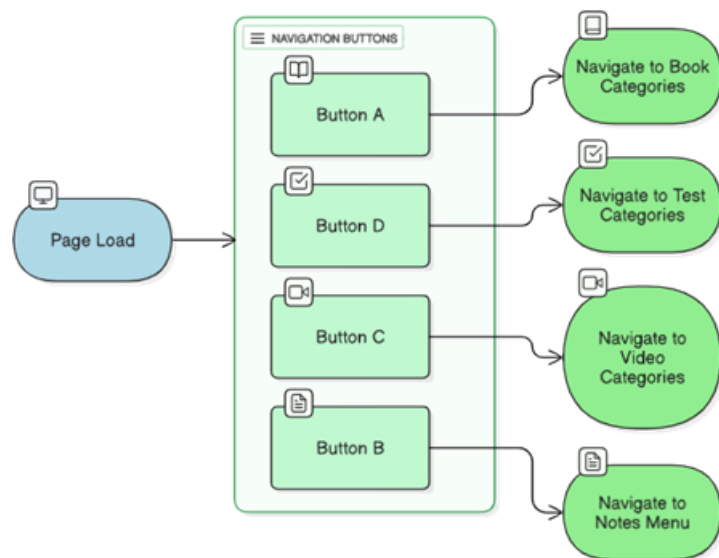 NAVIGATION BUTTONS
Page Load
Button A
Button D
Button C
Button B
Navigate to Book
Categories
Navigate to Test
Categories
Navigate to
Video
Categories
Navigate to
Notes Menu